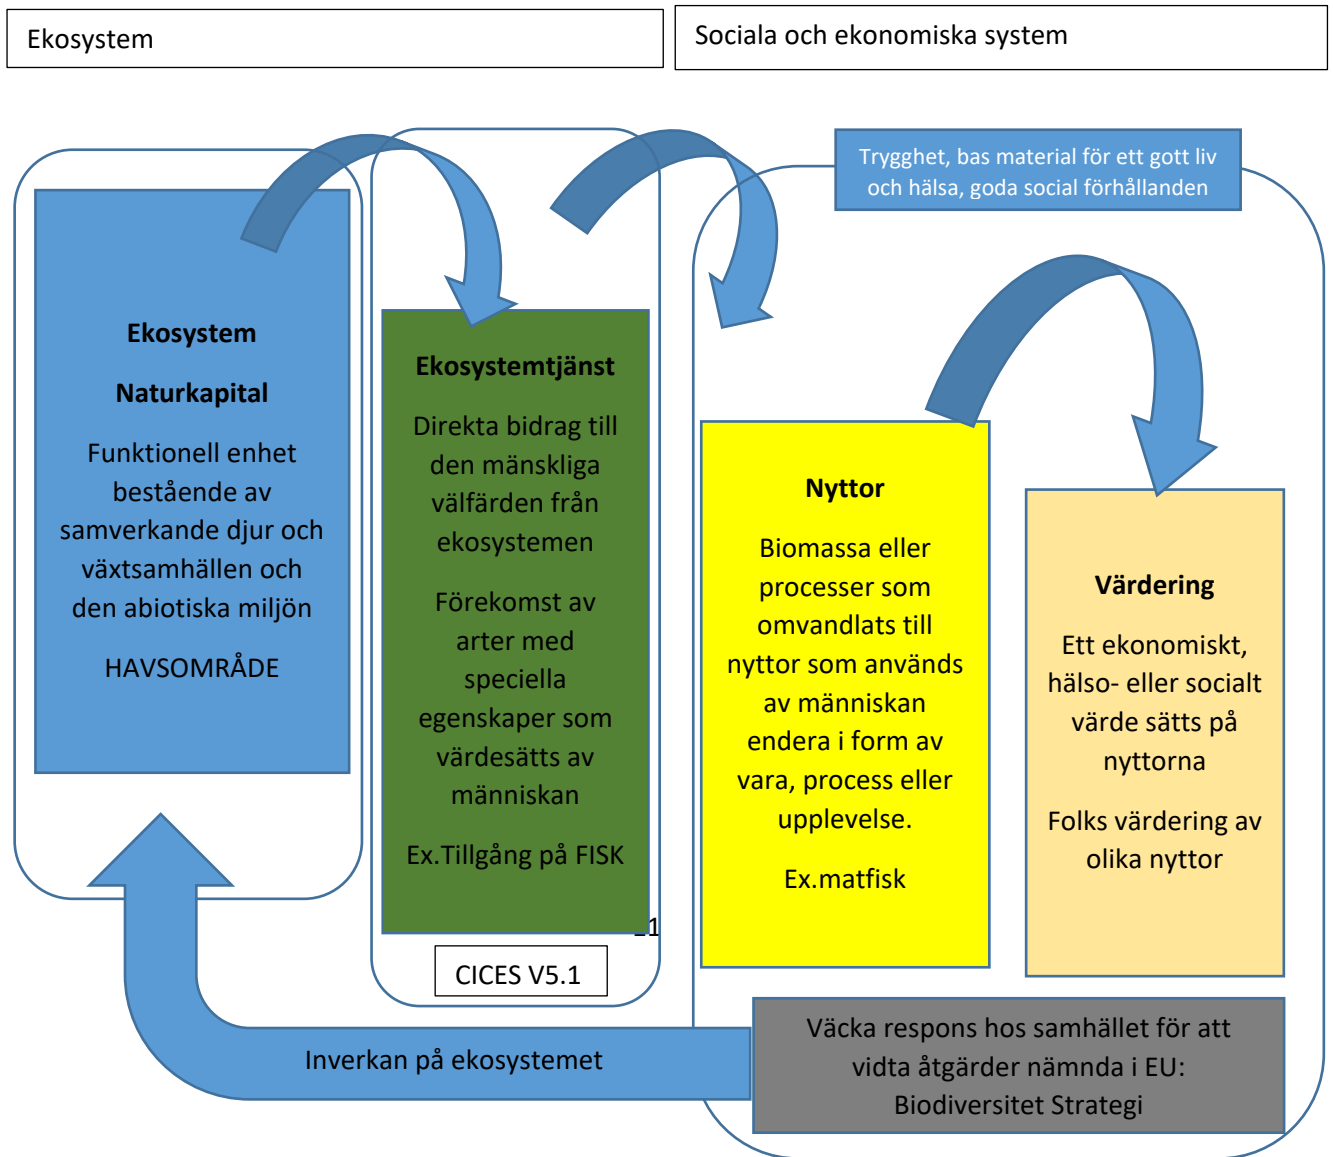 Ekosystem
Sociala och ekonomiska system
Trygghet, bas material för ett gott liv
och hälsa, goda social förhållanden
Ekosystem
Naturkapital
Funktionell enhet
bestående av
samverkande djur och
växtsamhällen och
den abiotiska miljön
HAVSOMRÅDE
Ekosystemtjänst
Direkta bidrag till
den mänskliga
välfärden från
ekosystemen
Förekomst av
arter med
speciella
egenskaper som
värdesätts av
människan
Ex.Tillgång på FISK
CICES V5.1
Nyttor
Biomassa eller
processer som
omvandlats till
nyttor som används
av människan
endera i form av
vara, process eller
upplevelse.
Ex.matfisk
Värdering
Ett ekonomiskt,
hälso- eller socialt
värde sätts på
nyttorna
Folks värdering av
olika nyttor
Inverkan på ekosystemet
Väcka respons hos samhället för att
vidta åtgärder nämnda i EU:
Biodiversitet Strategi